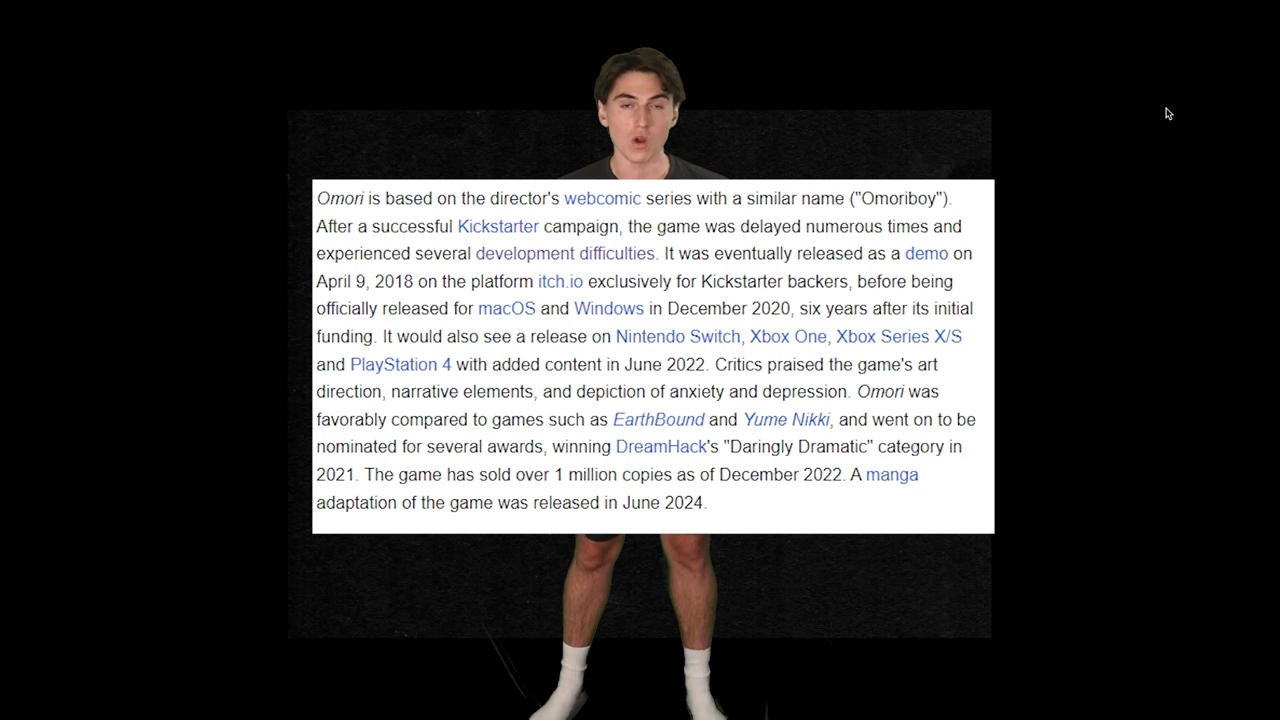 Omori is based on the director's webcomic series with a similar name ("Omoriboy").
After a successful Kickstarter campaign, the game was delayed numerous times and
experienced several development difficulties. It was eventually released as a demo on
April 9, 2018 on the platform itch.io exclusively for Kickstarter backers, before being
officially released for macOS and Windows in December 2020, six years after its initial
funding. It would also see a release on Nintendo Switch, Xbox One, Xbox Series X/S
and PlayStation 4 with added content in June 2022. Critics praised the game's art
direction, narrative elements, and depiction of anxiety and depression. Omori was
favorably compared to games such as EarthBound and Yume Nikki, and went on to be
nominated for several awards, winning DreamHack's "Daringly Dramatic" category in
2021. The game has sold over 1 million copies as of December 2022. A manga
adaptation of the game was released in June 2024.